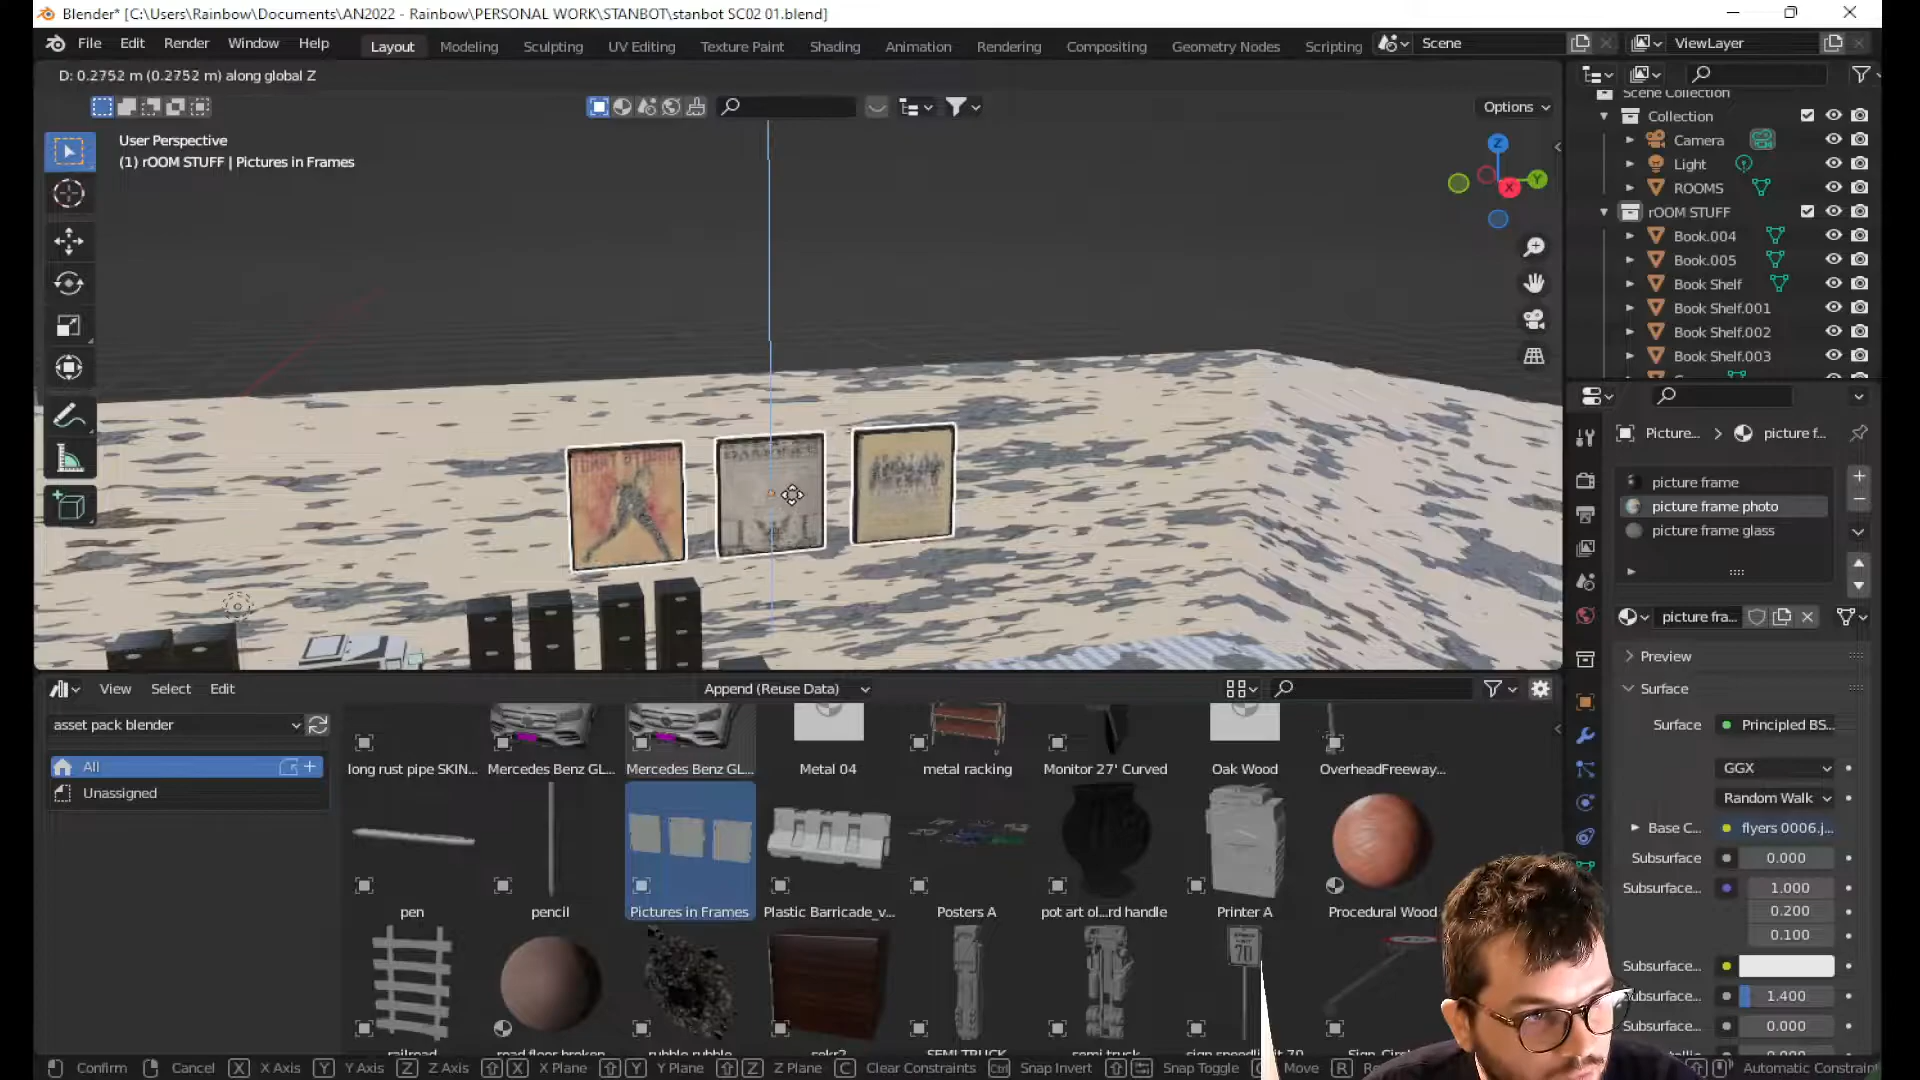 Blender* [C:\Users\Rainbow\Documents\AN2022 - Rainbow\PERSONAL WORK\STANBOT\stanbot SC02 01.blend]
File Edit Render Window Help Layout Modeling Sculpting UV Editing Texture Paint Shading Animation Rendering Compositing Geometry Nodes Scripting Scene ViewLayer
D: 0.2752 m (0.2752 m) along global Z
Options
User Perspective
(1) rOOM STUFF | Pictures in Frames
Z
Y
X
Scene Collection
Collection
Camera
Light
ROOMS
rOOM STUFF
Book.004
Book.005
Book Shelf
Book Shelf.001
Book Shelf.002
Book Shelf.003
Picture... > picture f...
picture frame
picture frame photo
picture frame glass
picture fra...
Preview
Surface
Surface Principled BS...
GGX
Random Walk
Base C... flyers 0006.j...
Subsurface 0.000
Subsurface... 1.000
0.200
0.100
Subsurface...
Subsurface... 1.400
Subsurface... 0.000
View Select Edit Append (Reuse Data)
asset pack blender
All
Unassigned
long rust pipe SKIN... Mercedes Benz GL... Mercedes Benz GL... Metal 04 metal racking Monitor 27' Curved Oak Wood OverheadFreeway...
pen pencil Pictures in Frames Plastic Barricade_v... Posters A pot art ol...rd handle Printer A Procedural Wood
70
railroad road floor broken rubble rubble sekr2 SEMI TRUCK semi truck
Confirm Cancel X X Axis Y Y Axis Z Z Axis X X Plane Y Y Plane Z Z Plane C Clear Constraints Ctrl Snap Invert Snap Toggle Move R Automatic Constraint